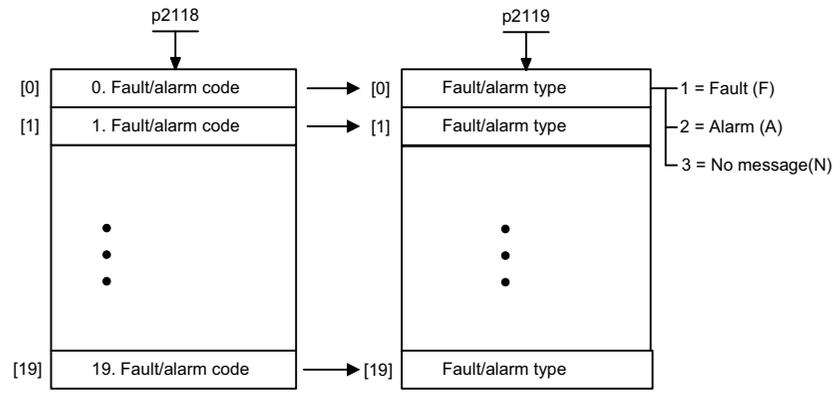 p2118 p2119
[0] 0. Fault/alarm code [0] Fault/alarm type 1 = Fault (F)
[1] 1. Fault/alarm code [1] Fault/alarm type 2 = Alarm (A)
3 = No message(N)
[19] 19. Fault/alarm code [19] Fault/alarm type